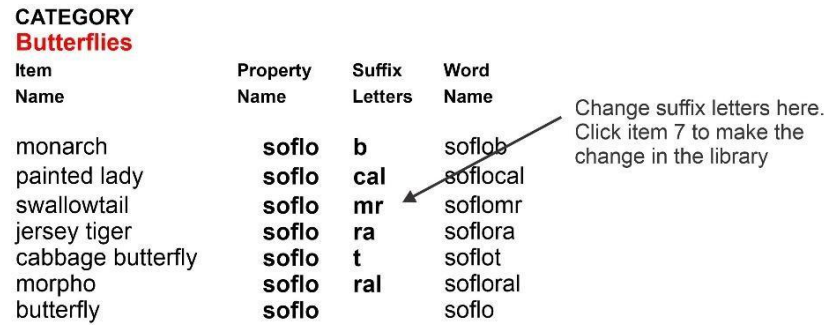 CATEGORY
Butterflies
Item Property Suffix Word
Name Name Letters Name
monarch soflo b soflob
painted lady soflo cal soflocal
swallowtail soflo mr soflomr
jersey tiger soflo ra soflora
cabbage butterfly soflo t soflot
morpho soflo ral sofloral
butterfly soflo soflo
Change suffix letters here.
Click item 7 to make the
change in the library